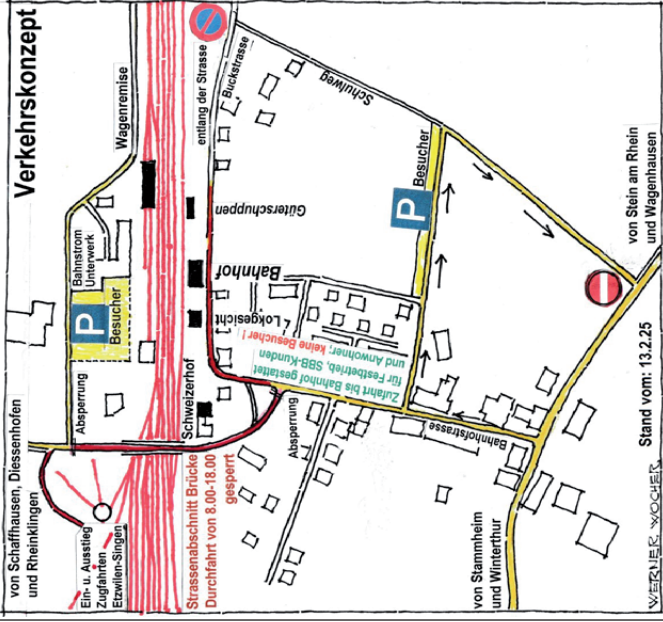 Verkehrskonzept
von Schaffhausen, Diessenhofen
und Rheinklingen
Ein- u. Ausstieg
Zugfahrten
Etzwilen-Singen
Absperrung
P
Besucher
Bahnstrom
Unterwerk
Wagenremise
Strassenabschnitt Brücke
Durchfahrt von 8.00-18.00
gesperrt
Schweizerhof
Lokgesicht
Bahnhof
Güterschuppen
entlang der Strasse
Buckstrasse
Schulweg
Absperrung
Zufahrt bis Bahnhof gestattet
für Festbetrieb, SBB-Kunden
und Anwohner; keine Besucher !
P
Besucher
Bahnhofstrasse
von Stammheim
und Winterthur
von Stein am Rhein
und Wagenhausen
WERNER WOCHER
Stand vom: 13.2.25